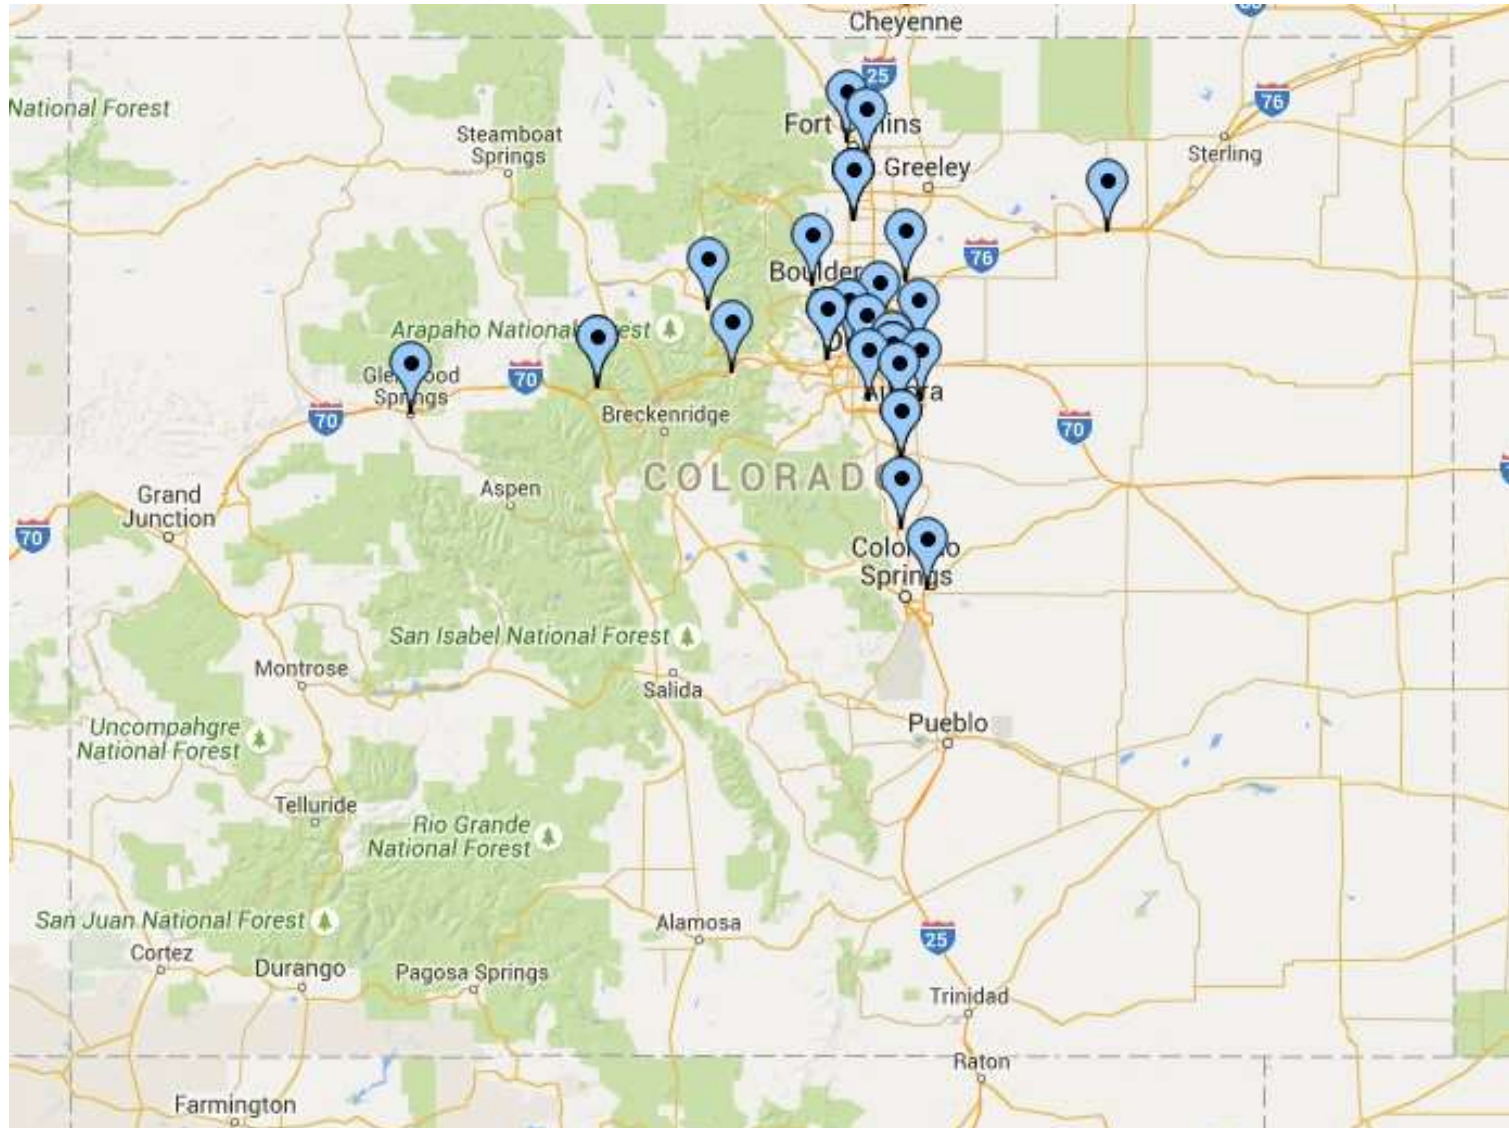 Cheyenne
25
National Forest
76
Steamboat
Springs
Sterling
Greeley
76
Boulder
Arapaho National
70
70
70
Breckenridge
COLORAD
Aspen
Grand
Junction
70
Springs
San Isabel National Forest
Montrose
Salida
Uncompahgre
National Forest
Pueblo
Telluride
Rio Grande
National Forest
San Juan National Forest
Alamosa
25
Cortez
Durango
Pagosa Springs
Trinidad
Raton
Farmington